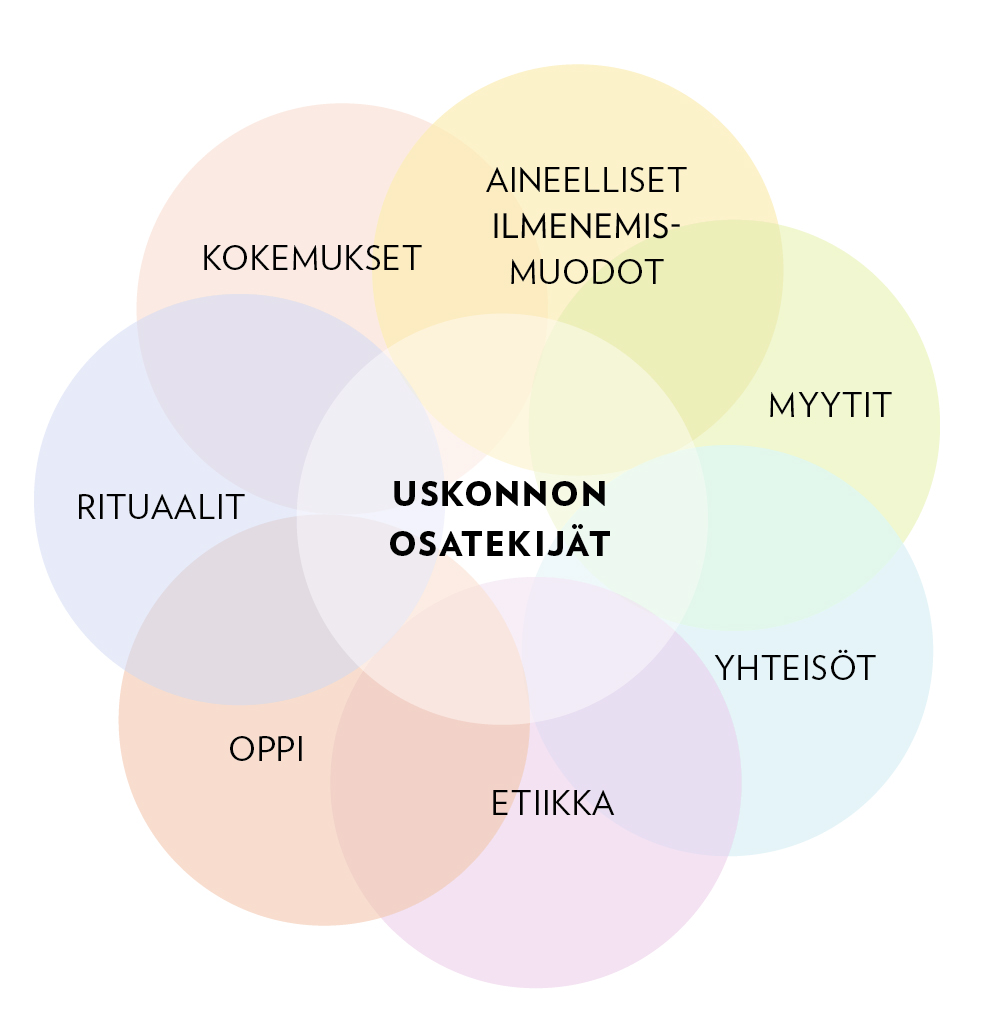 AINEELLISET
ILMENEMIS-
MUODOT
KOKEMUKSET
MYYTIT
RITUAALIT
USKONNON
OSATEKIJÄT
YHTEISÖT
OPPI
ETIIKKA